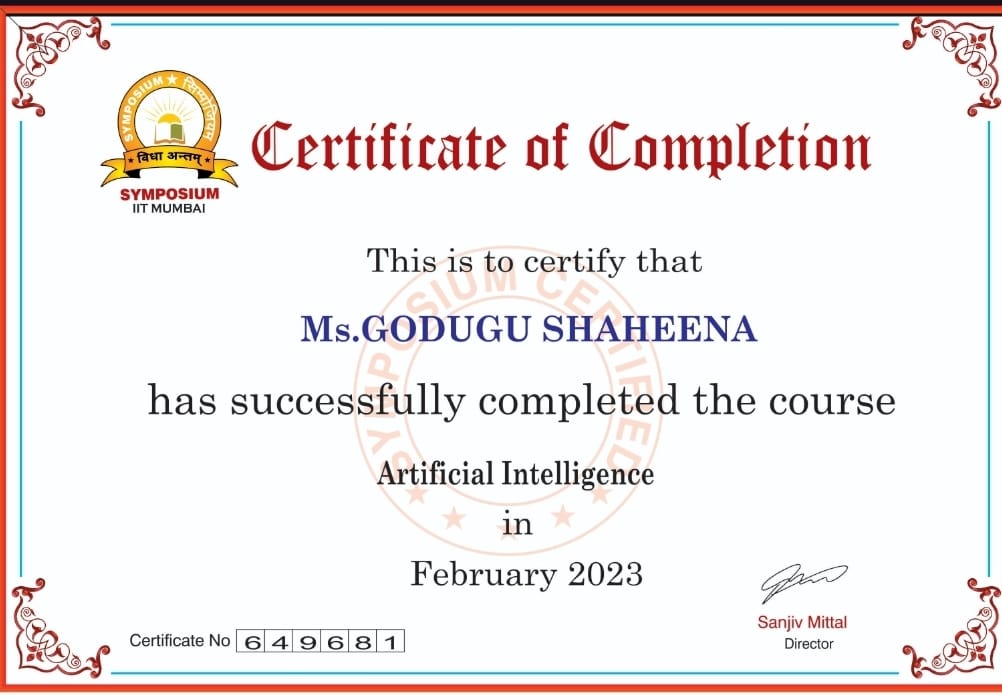 SYMPOSIUM ★ सिम्पोजियम
★ विधा अन्तम् ★
SYMPOSIUM
IIT MUMBAI
Certificate of Completion
This is to certify that
SYMPOSIUM CERTIFIED
Ms.GODUGU SHAHEENA
has successfully completed the course
Artificial Intelligence
in
February 2023
Sanjiv Mittal
Director
Certificate No 649681